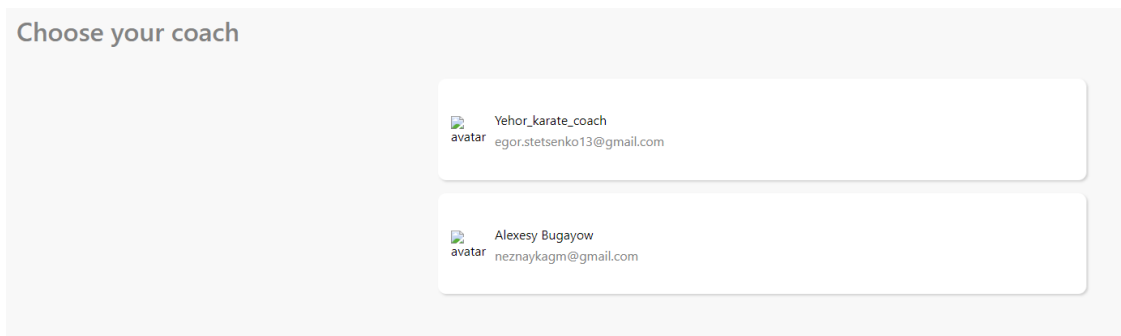 Choose your coach
avatar
Yehor_karate_coach
egor.stetsenko13@gmail.com
avatar
Alexesy Bugayow
neznaykagm@gmail.com